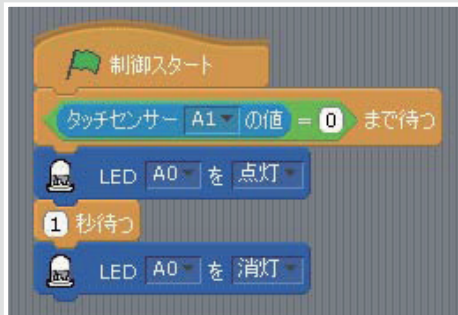 制御スタート
タッチセンサー A1 の値 = 0 まで待つ
LED A0 を 点灯
1 秒待つ
LED A0 を 消灯